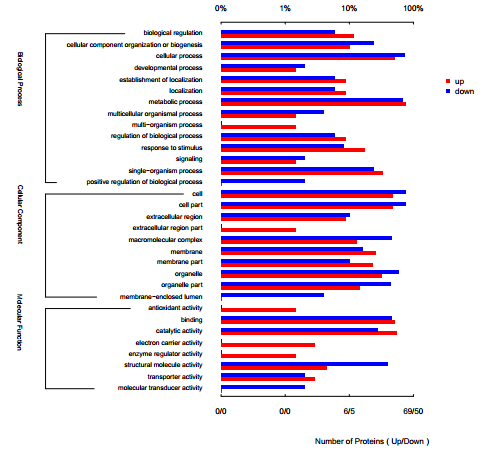 0% 1% 10% 100%
biological regulation
cellular component organization or biogenesis
cellular process
developmental process
establishment of localization
localization
metabolic process
multicellular organismal process
multi-organism process
regulation of biological process
response to stimulus
signaling
single-organism process
positive regulation of biological process
cell
cell part
extracellular region
extracellular region part
macromolecular complex
membrane
membrane part
organelle
organelle part
membrane-enclosed lumen
antioxidant activity
binding
catalytic activity
electron carrier activity
enzyme regulator activity
structural molecule activity
transporter activity
molecular transducer activity
Biological Process
Cellular Component
Molecular Function
up
down
0/0 0/0 6/5 69/50
Number of Proteins ( Up/Down )